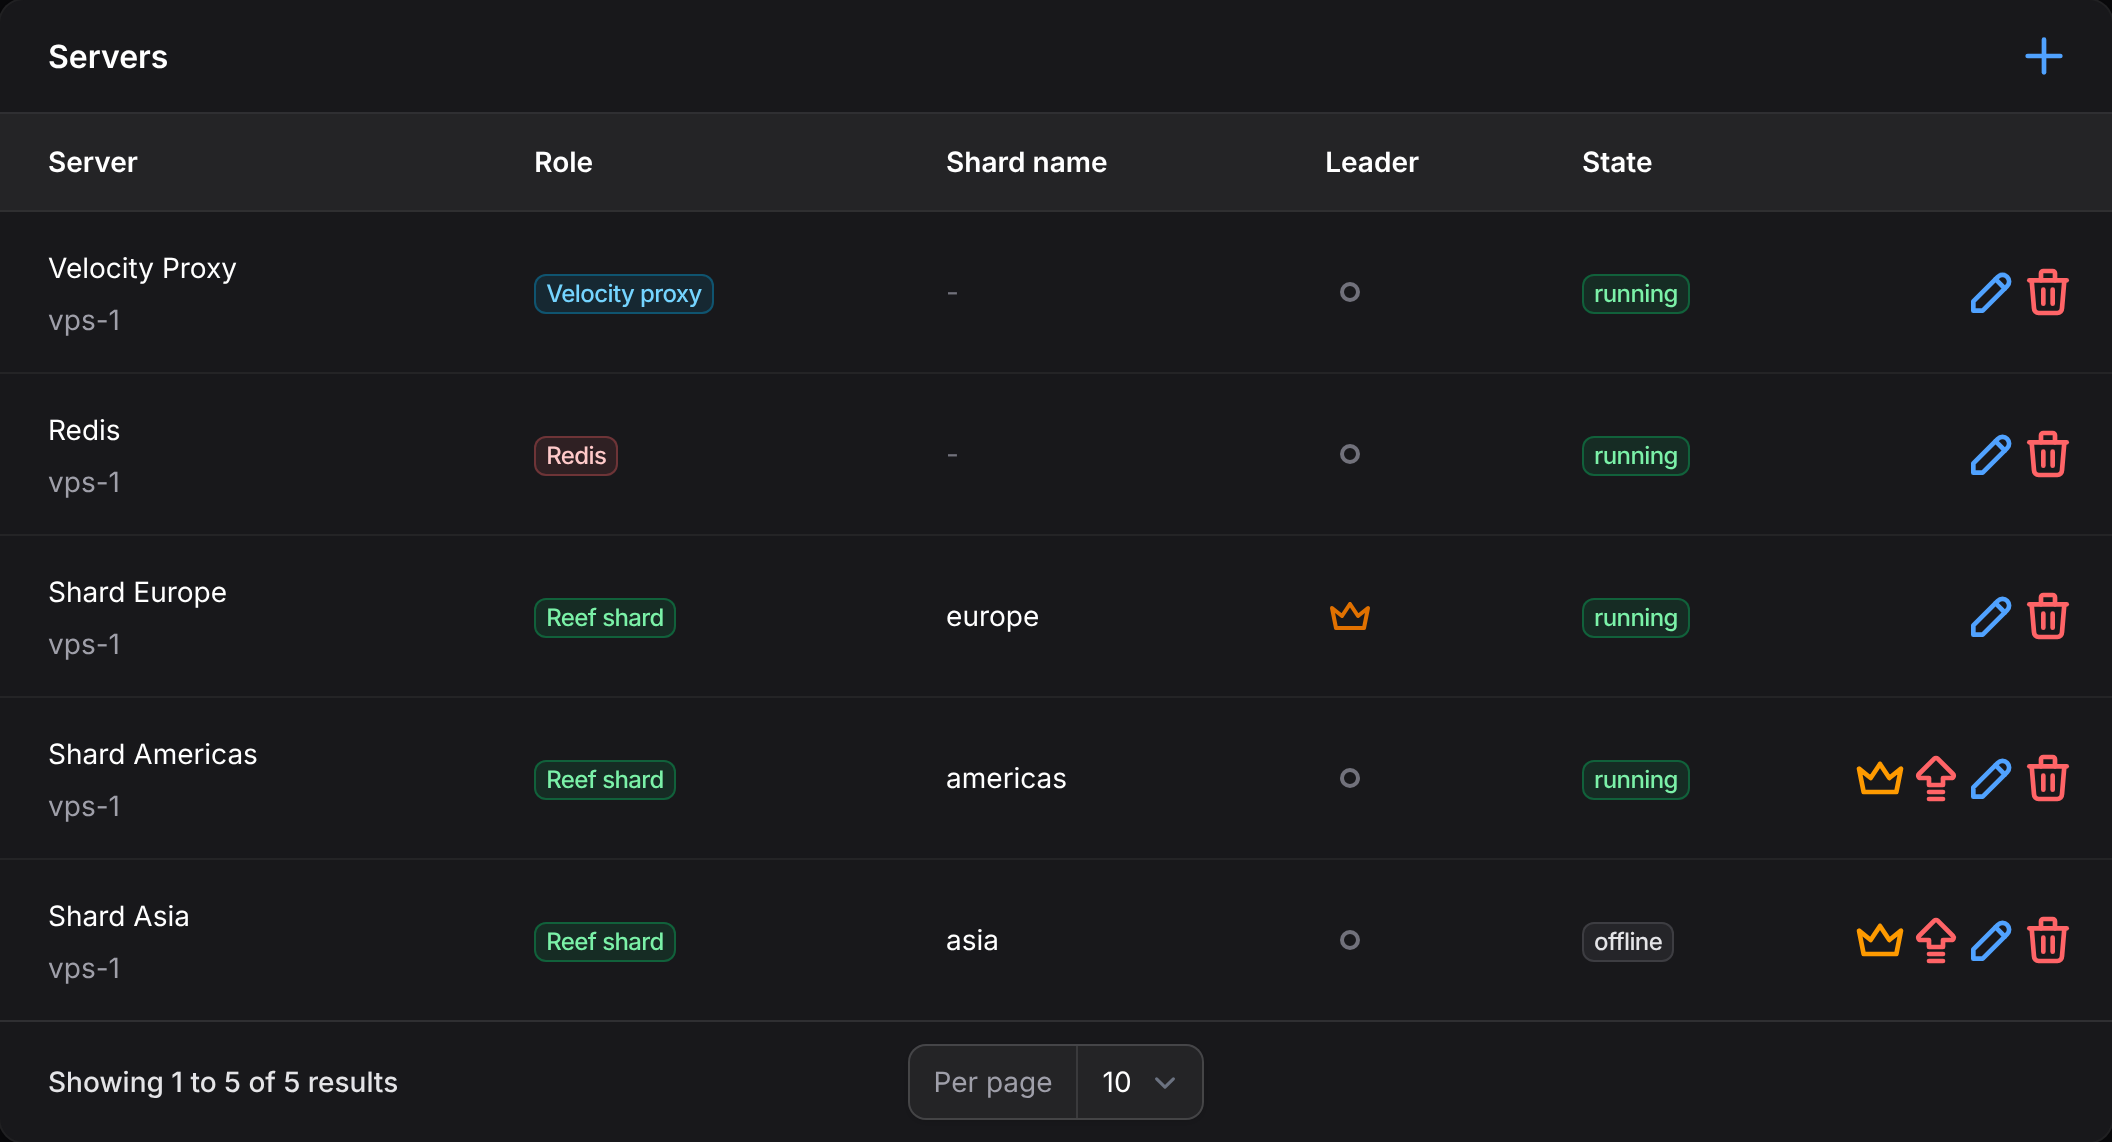 Servers
Server Role Shard name Leader State
Velocity Proxy
vps-1
Velocity proxy - running
Redis
vps-1
Redis - running
Shard Europe
vps-1
Reef shard europe running
Shard Americas
vps-1
Reef shard americas running
Shard Asia
vps-1
Reef shard asia offline
Showing 1 to 5 of 5 results Per page 10